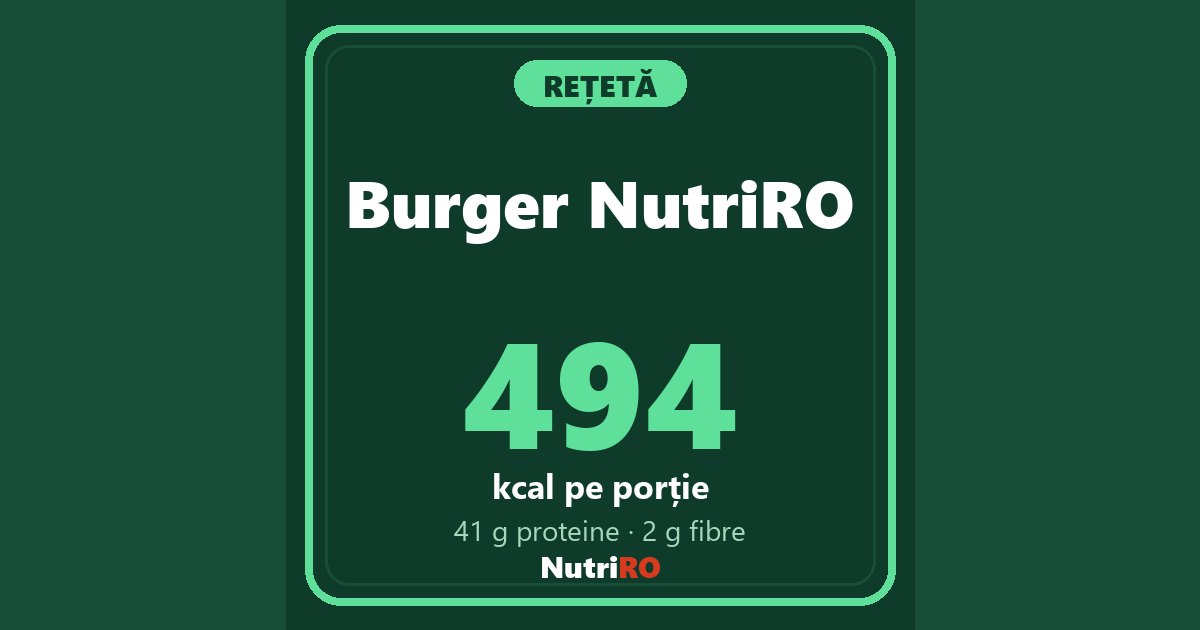 REȚETĂ
Burger NutriRO
494
kcal pe porție
41 g proteine · 2 g fibre
NutriRO